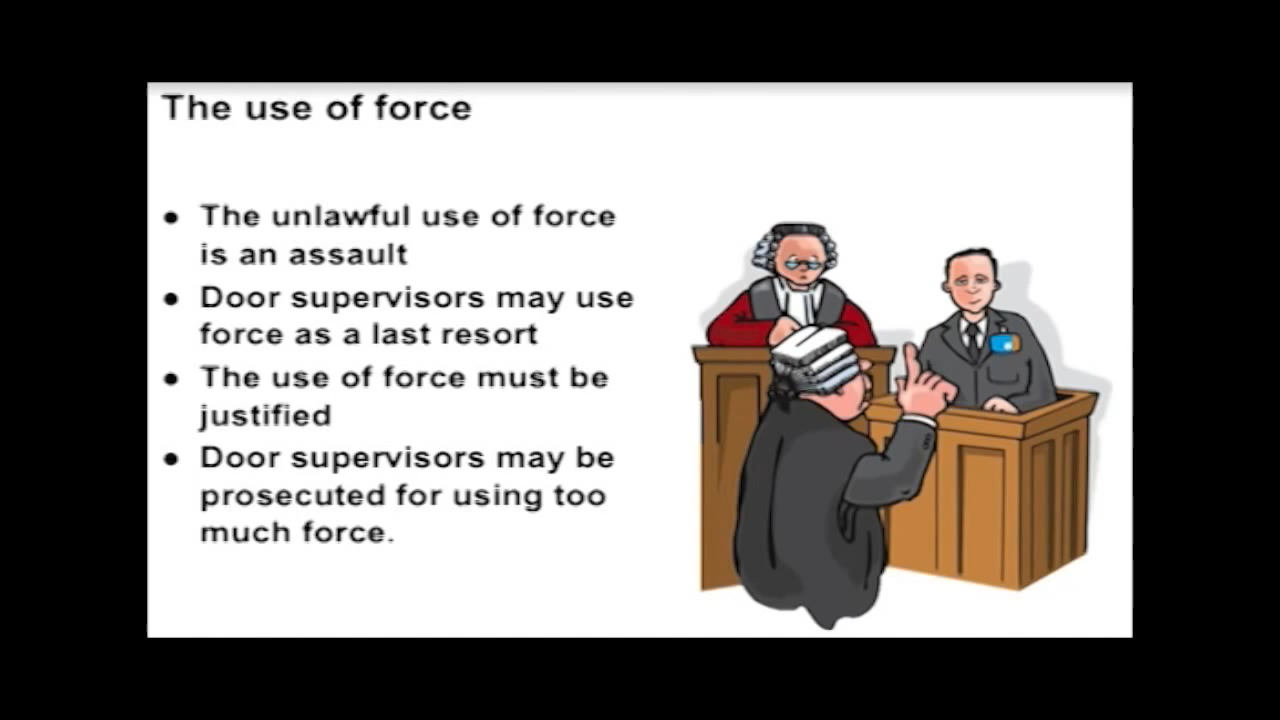 The use of force
● The unlawful use of force
is an assault
● Door supervisors may use
force as a last resort
● The use of force must be
justified
● Door supervisors may be
prosecuted for using too
much force.